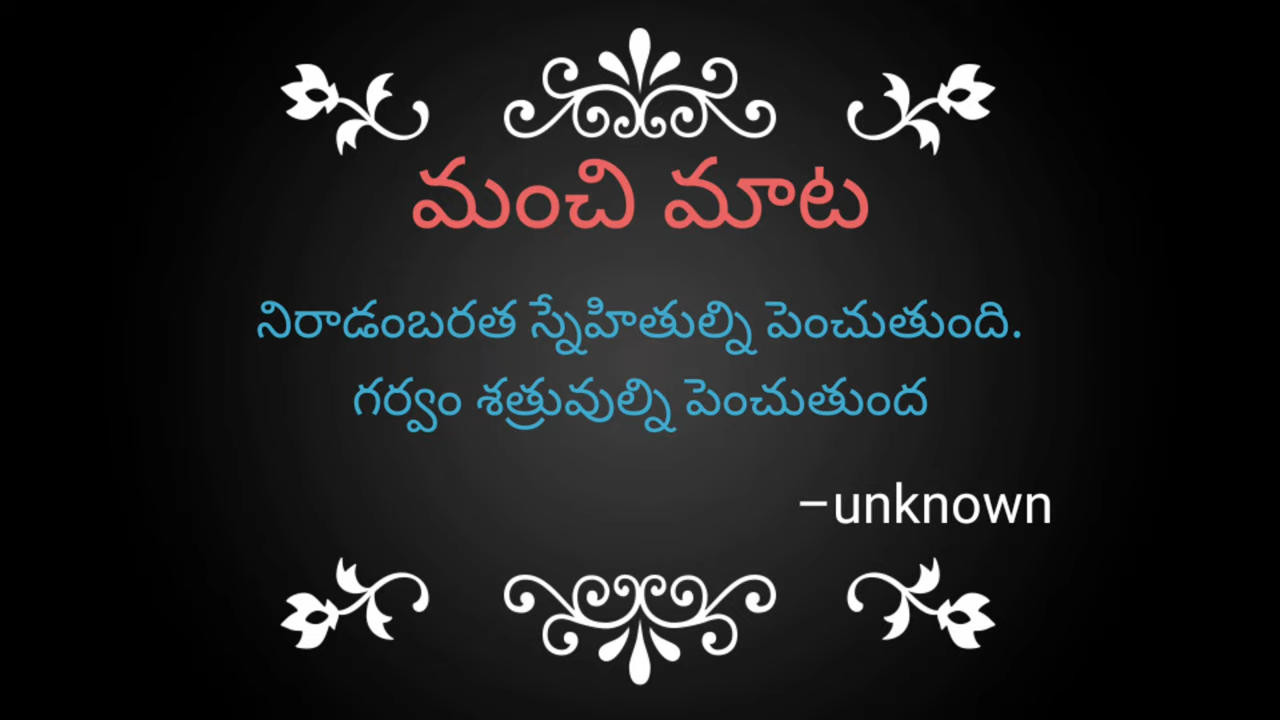 మంచి మాట
నిరాడంబరత స్నేహితుల్ని పెంచుతుంది.
గర్వం శత్రువుల్ని పెంచుతుంద
–unknown